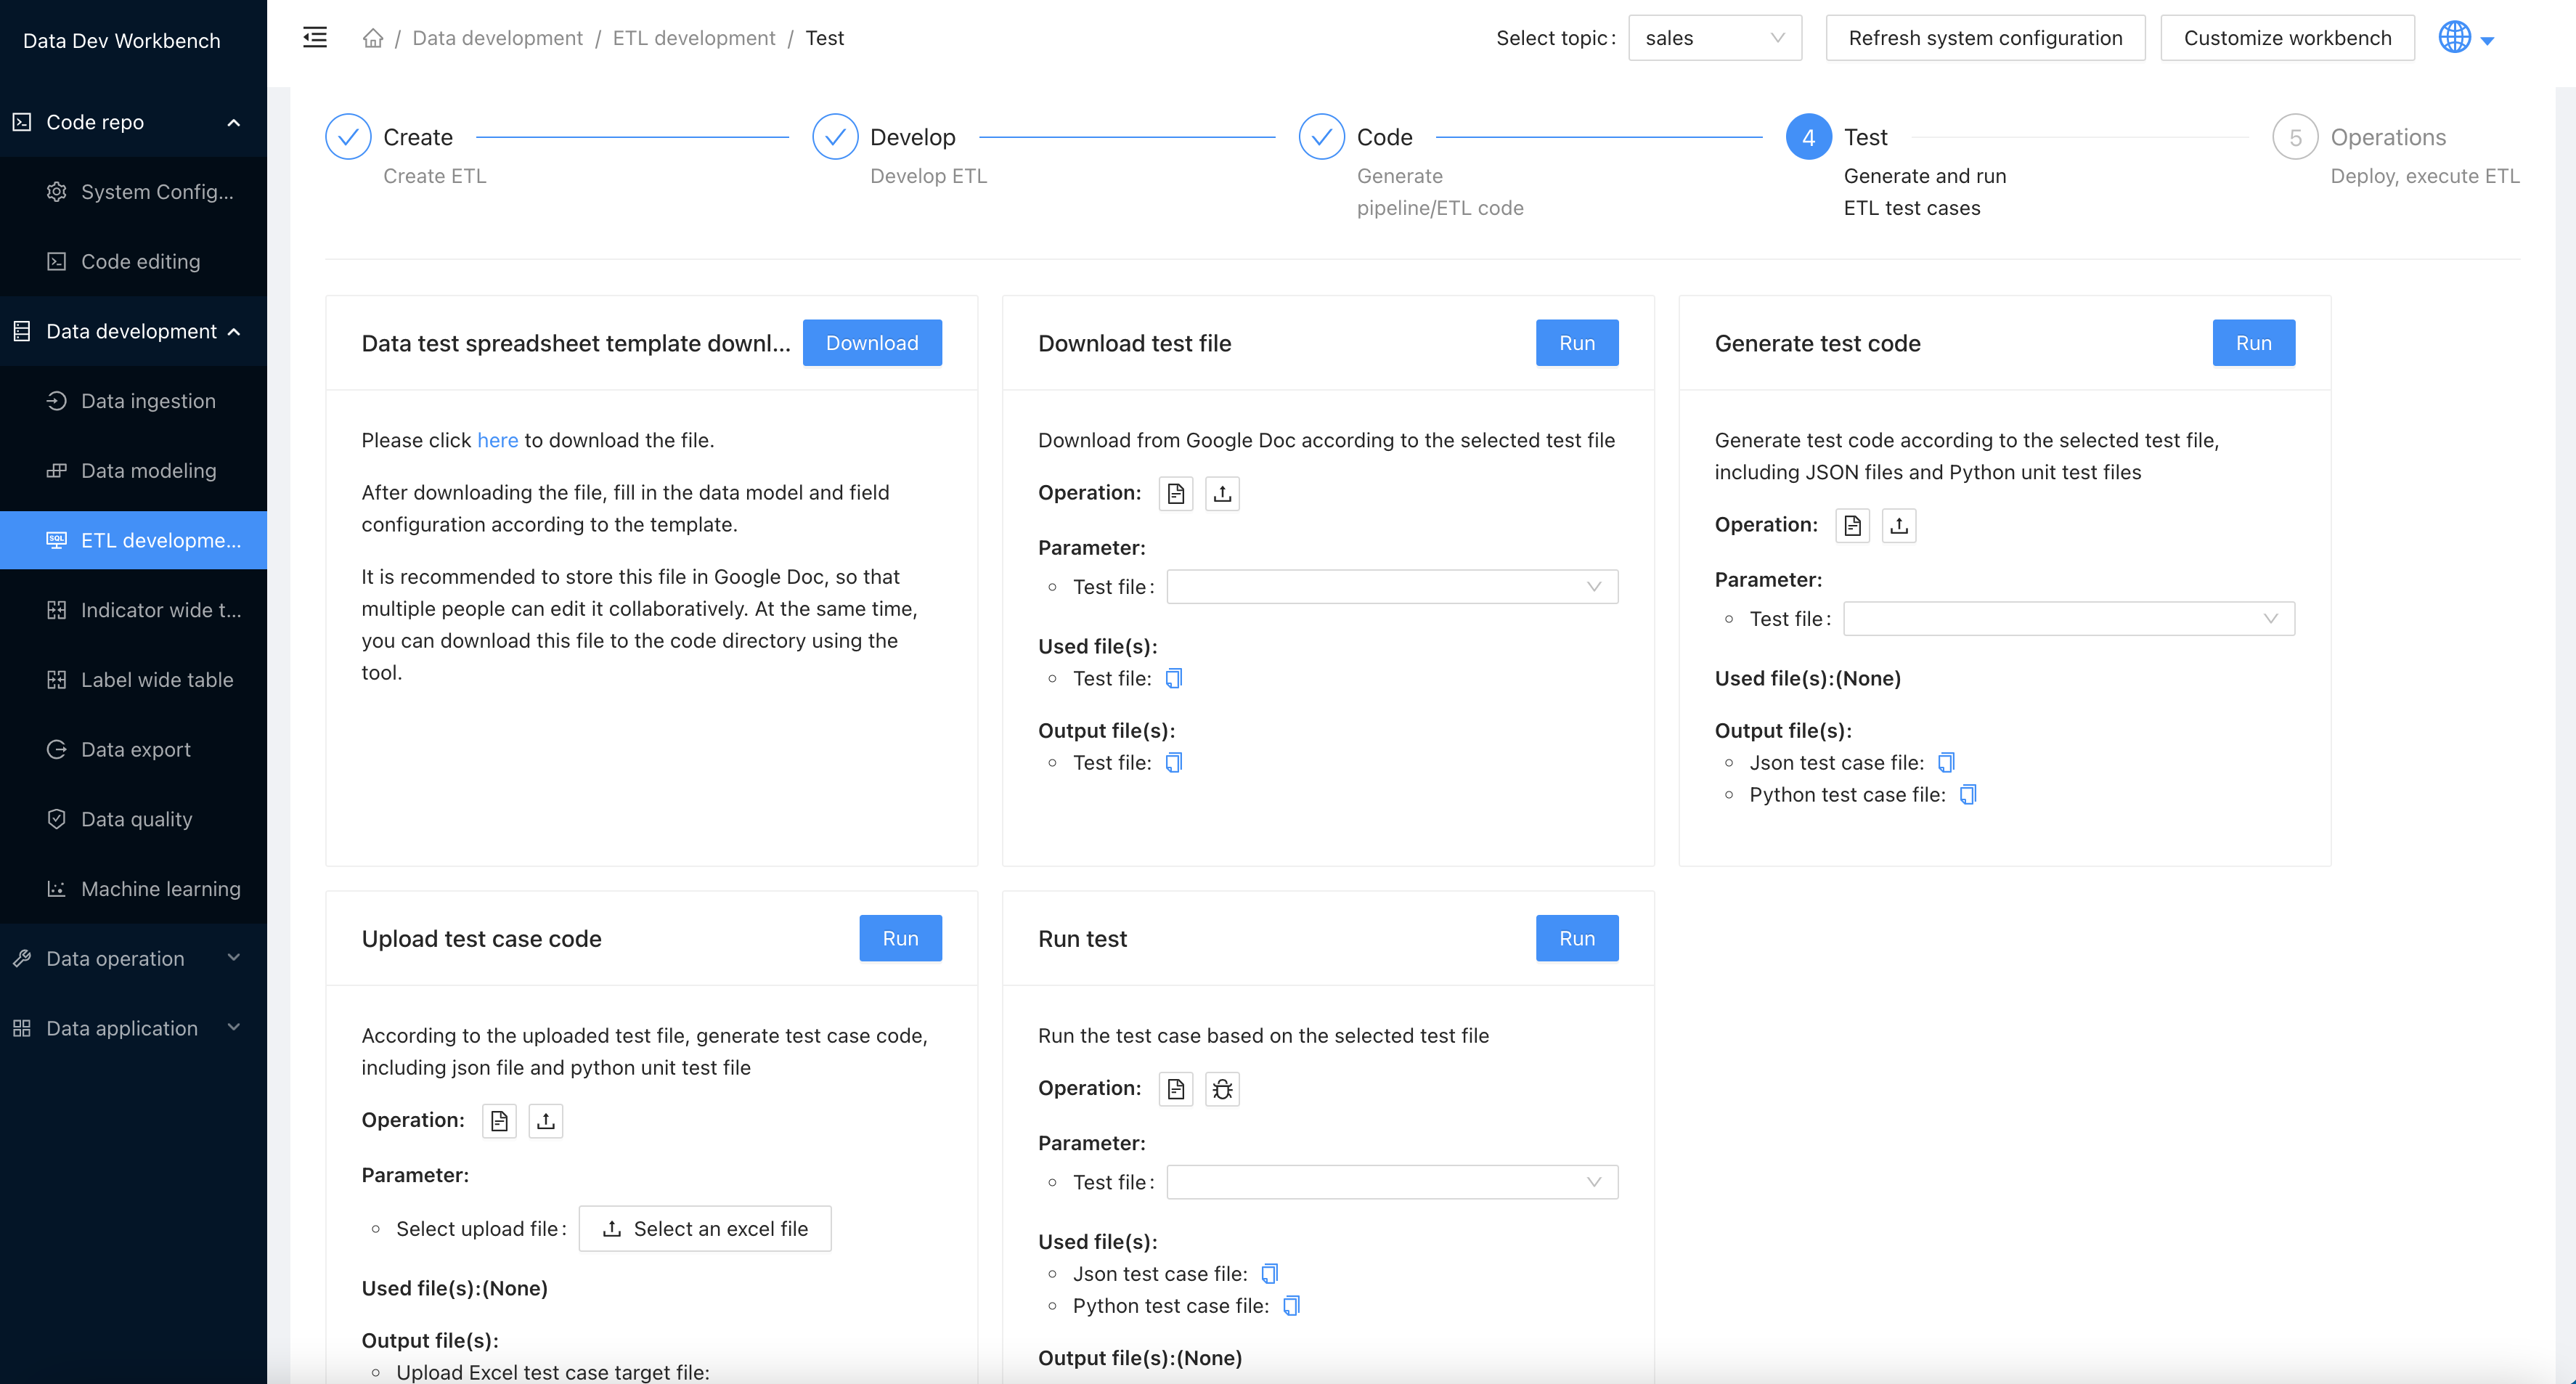 Data Dev Workbench
/ Data development / ETL development / Test
Select topic: sales
Refresh system configuration
Customize workbench
Code repo
System Config...
Code editing
Data development
Data ingestion
Data modeling
SQL ETL developme...
Indicator wide t...
Label wide table
Data export
Data quality
Machine learning
Data operation
Data application
Create
Create ETL
Develop
Develop ETL
Code
Generate
pipeline/ETL code
4 Test
Generate and run
ETL test cases
5 Operations
Deploy, execute ETL
Data test spreadsheet template downl... Download
Please click here to download the file.
After downloading the file, fill in the data model and field
configuration according to the template.
It is recommended to store this file in Google Doc, so that
multiple people can edit it collaboratively. At the same time,
you can download this file to the code directory using the
tool.
Download test file Run
Download from Google Doc according to the selected test file
Operation:
Parameter:
Test file:
Used file(s):
Test file:
Output file(s):
Test file:
Generate test code Run
Generate test code according to the selected test file,
including JSON files and Python unit test files
Operation:
Parameter:
Test file:
Used file(s):(None)
Output file(s):
Json test case file:
Python test case file:
Upload test case code Run
According to the uploaded test file, generate test case code,
including json file and python unit test file
Operation:
Parameter:
Select upload file: Select an excel file
Used file(s):(None)
Output file(s):
Upload Excel test case target file:
Run test Run
Run the test case based on the selected test file
Operation:
Parameter:
Test file:
Used file(s):
Json test case file:
Python test case file:
Output file(s):(None)